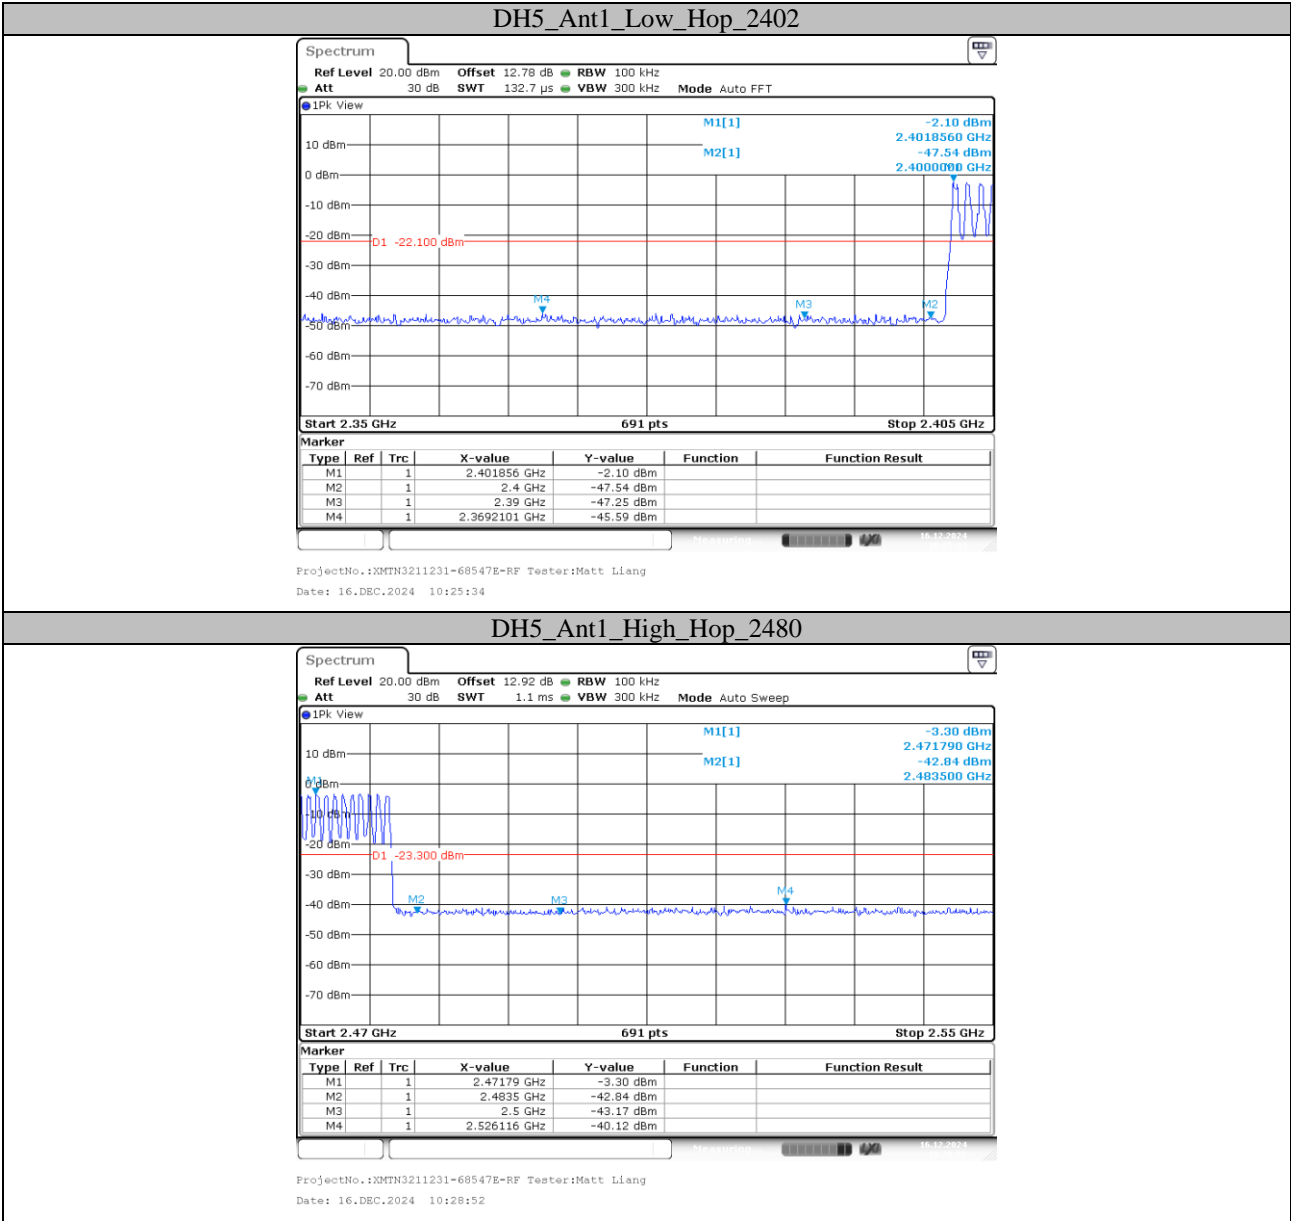 DH5_Ant1_Low_Hop_2402
Spectrum
Ref Level 20.00 dBm Offset 12.78 dB RBW 100 kHz
Att 30 dB SWT 132.7 µs VBW 300 kHz Mode Auto FFT
1Pk View
M1[1] -2.10 dBm
2.4018560 GHz
M2[1] -47.54 dBm
2.4000000 GHz
10 dBm
0 dBm
-10 dBm
-20 dBm
D1 -22.100 dBm
-30 dBm
-40 dBm
M4
M3
M2
-50 dBm
-60 dBm
-70 dBm
Start 2.35 GHz 691 pts Stop 2.405 GHz
Marker
Type Ref Trc X-value Y-value Function Function Result
M1 1 2.401856 GHz -2.10 dBm
M2 1 2.4 GHz -47.54 dBm
M3 1 2.39 GHz -47.25 dBm
M4 1 2.3692101 GHz -45.59 dBm
Measuring... 16.12.2024
ProjectNo.:XMTN3211231-68547E-RF Tester:Matt Liang
Date: 16.DEC.2024 10:25:34
DH5_Ant1_High_Hop_2480
Spectrum
Ref Level 20.00 dBm Offset 12.92 dB RBW 100 kHz
Att 30 dB SWT 1.1 ms VBW 300 kHz Mode Auto Sweep
1Pk View
M1[1] -3.30 dBm
2.471790 GHz
M2[1] -42.84 dBm
2.483500 GHz
10 dBm
M1
0 dBm
-10 dBm
-20 dBm
D1 -23.300 dBm
-30 dBm
-40 dBm
M2
M3
M4
-50 dBm
-60 dBm
-70 dBm
Start 2.47 GHz 691 pts Stop 2.55 GHz
Marker
Type Ref Trc X-value Y-value Function Function Result
M1 1 2.47179 GHz -3.30 dBm
M2 1 2.4835 GHz -42.84 dBm
M3 1 2.5 GHz -43.17 dBm
M4 1 2.526116 GHz -40.12 dBm
Measuring... 16.12.2024
ProjectNo.:XMTN3211231-68547E-RF Tester:Matt Liang
Date: 16.DEC.2024 10:28:52